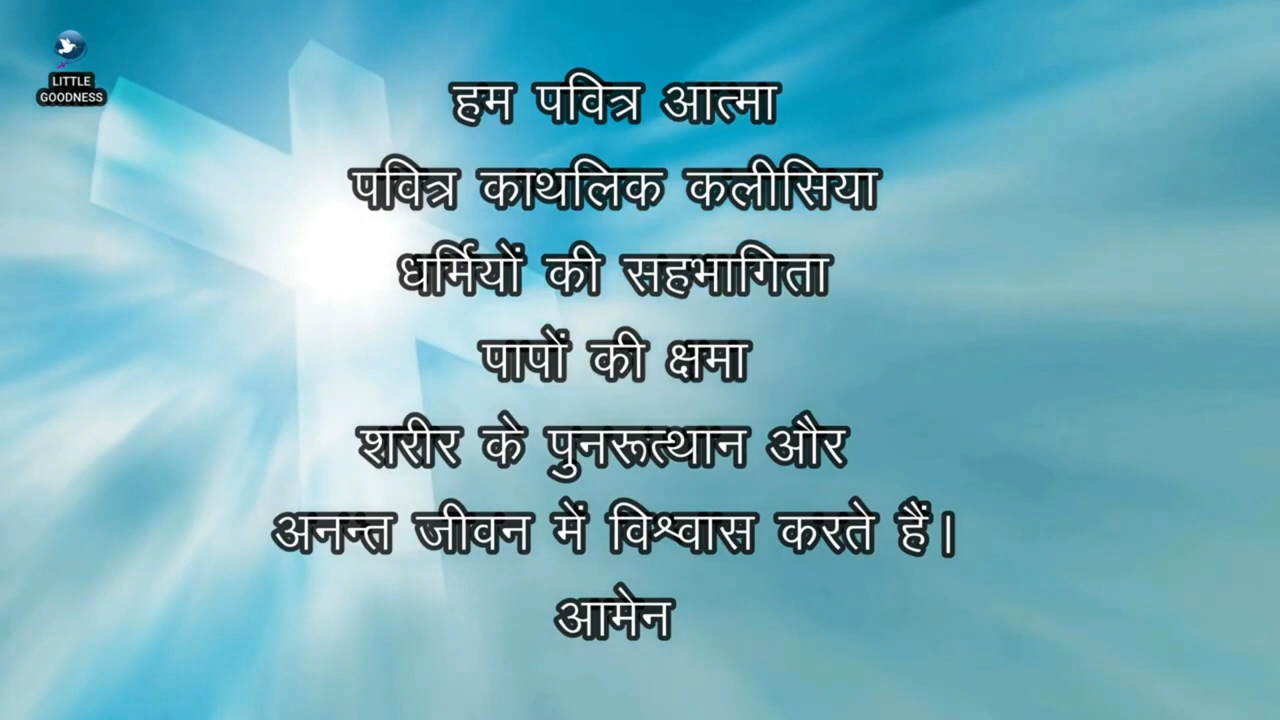 LITTLE
GOODNESS
हम पवित्र आत्मा
पवित्र काथलिक कलीसिया
धर्मियों की सहभागिता
पापों की क्षमा
शरीर के पुनरूत्थान और
अनन्त जीवन में विश्वास करते हैं।
आमेन